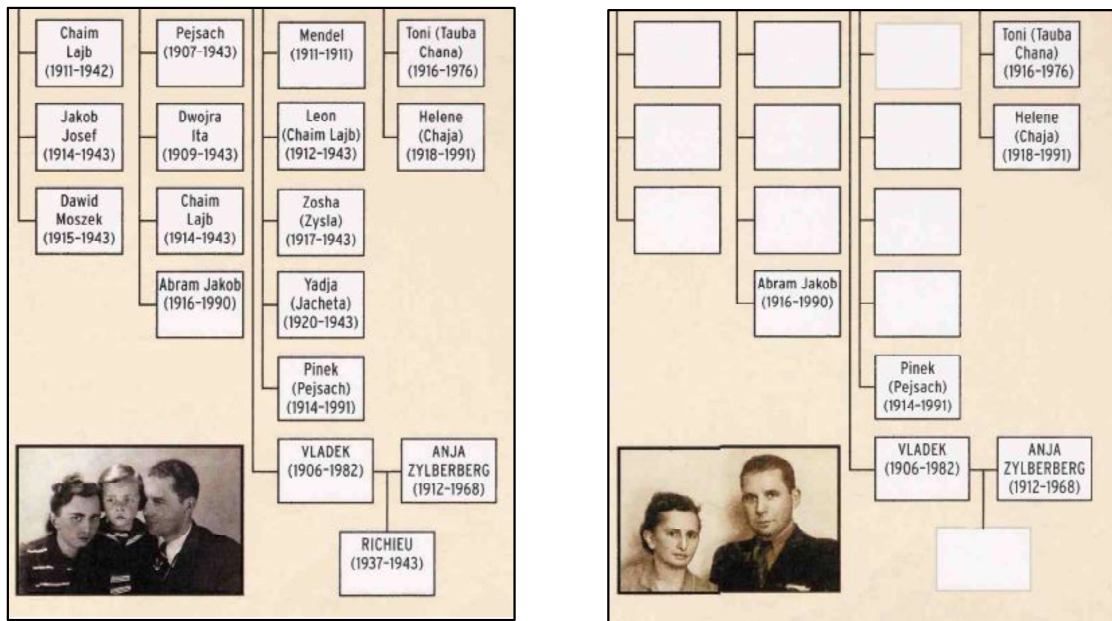 Chaim
Lajb
(1911–1942)
Pejsach
(1907–1943)
Mendel
(1911–1911)
Toni (Tauba
Chana)
(1916–1976)
Jakob
Josef
(1914–1943)
Dwojra
Ita
(1909–1943)
Leon
(Chaim Lajb)
(1912–1943)
Helene
(Chaja)
(1918–1991)
Dawid
Moszek
(1915–1943)
Chaim
Lajb
(1914–1943)
Zosha
(Zysla)
(1917–1943)
Abram Jakob
(1916–1990)
Yadja
(Jacheta)
(1920–1943)
Pinek
(Pejsach)
(1914–1991)
VLADEK
(1906–1982)
ANJA
ZYLBERBERG
(1912–1968)
RICHIEU
(1937–1943)
Toni (Tauba
Chana)
(1916–1976)
Helene
(Chaja)
(1918–1991)
Abram Jakob
(1916–1990)
Pinek
(Pejsach)
(1914–1991)
VLADEK
(1906–1982)
ANJA
ZYLBERBERG
(1912–1968)